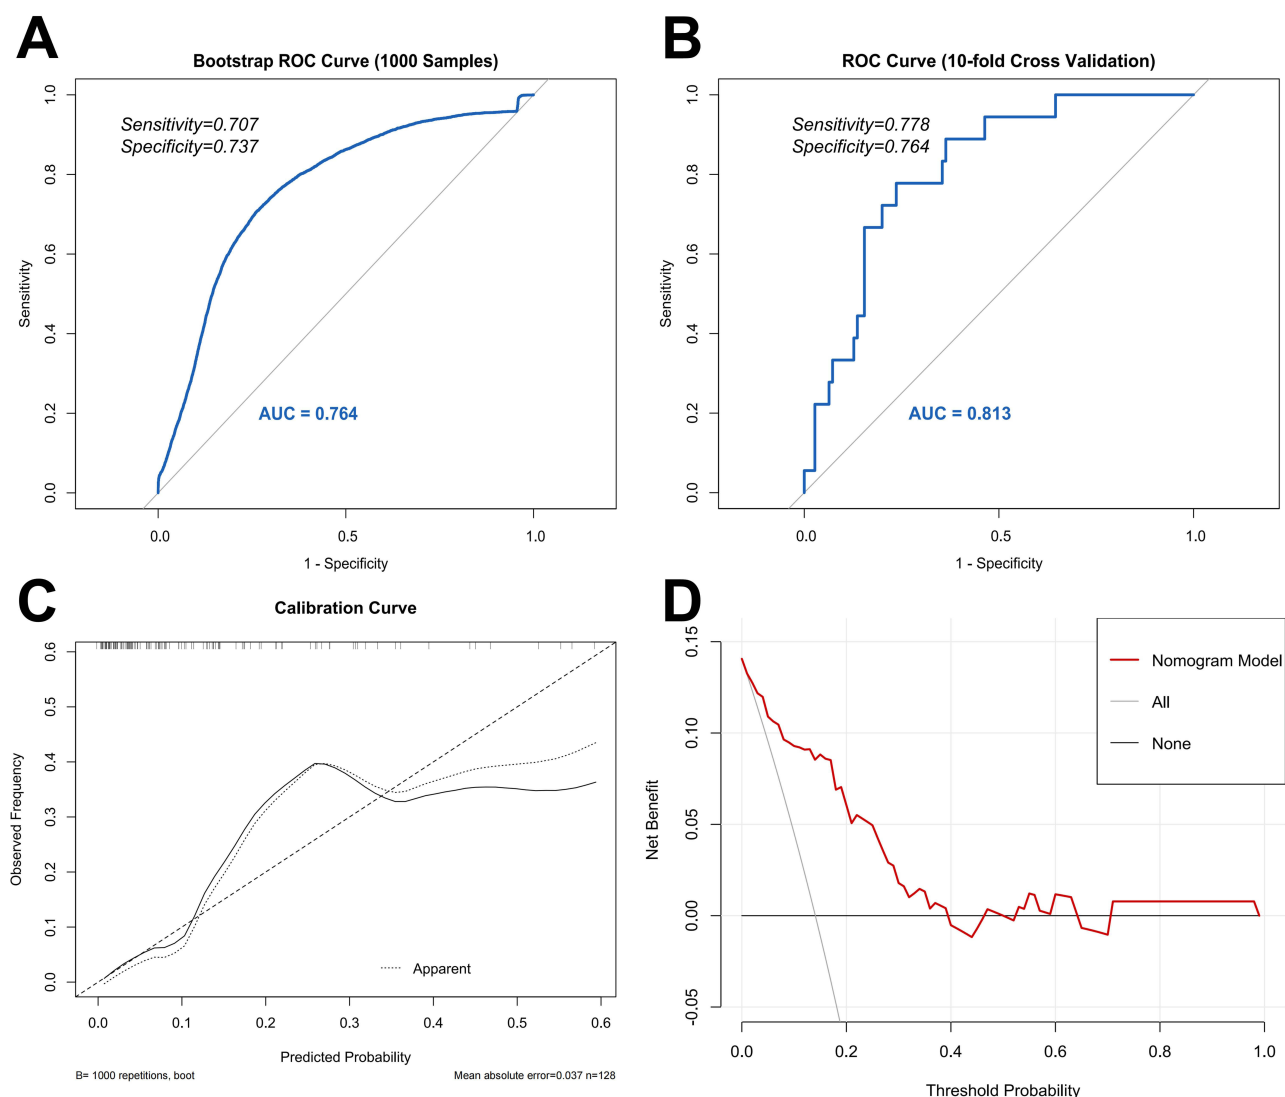 A
Bootstrap ROC Curve (1000 Samples)
Sensitivity=0.707
Specificity=0.737
AUC = 0.764
Sensitivity
0.0
0.2
0.4
0.6
0.8
1.0
0.0
0.5
1.0
1 - Specificity
B
ROC Curve (10-fold Cross Validation)
Sensitivity=0.778
Specificity=0.764
AUC = 0.813
Sensitivity
0.0
0.2
0.4
0.6
0.8
1.0
0.0
0.5
1.0
1 - Specificity
C
Calibration Curve
Observed Frequency
0.0
0.1
0.2
0.3
0.4
0.5
0.6
Apparent
0.0
0.1
0.2
0.3
0.4
0.5
0.6
Predicted Probability
B= 1000 repetitions, boot
Mean absolute error=0.037 n=128
D
Nomogram Model
All
None
Net Benefit
-0.05
0.00
0.05
0.10
0.15
0.0
0.2
0.4
0.6
0.8
1.0
Threshold Probability